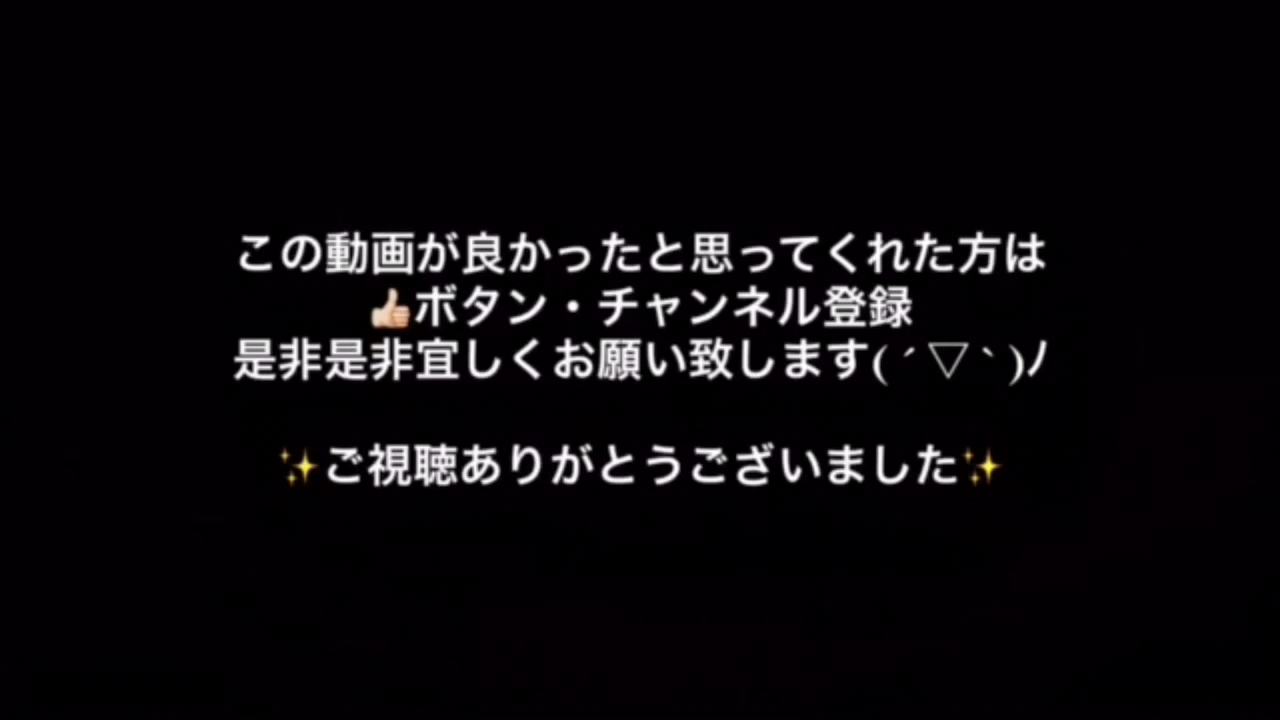 この動画が良かったと思ってくれた方は
👍🏻ボタン・チャンネル登録
是非是非宜しくお願い致します( ´ ▽ ` )ﾉ
✨ご視聴ありがとうございました✨